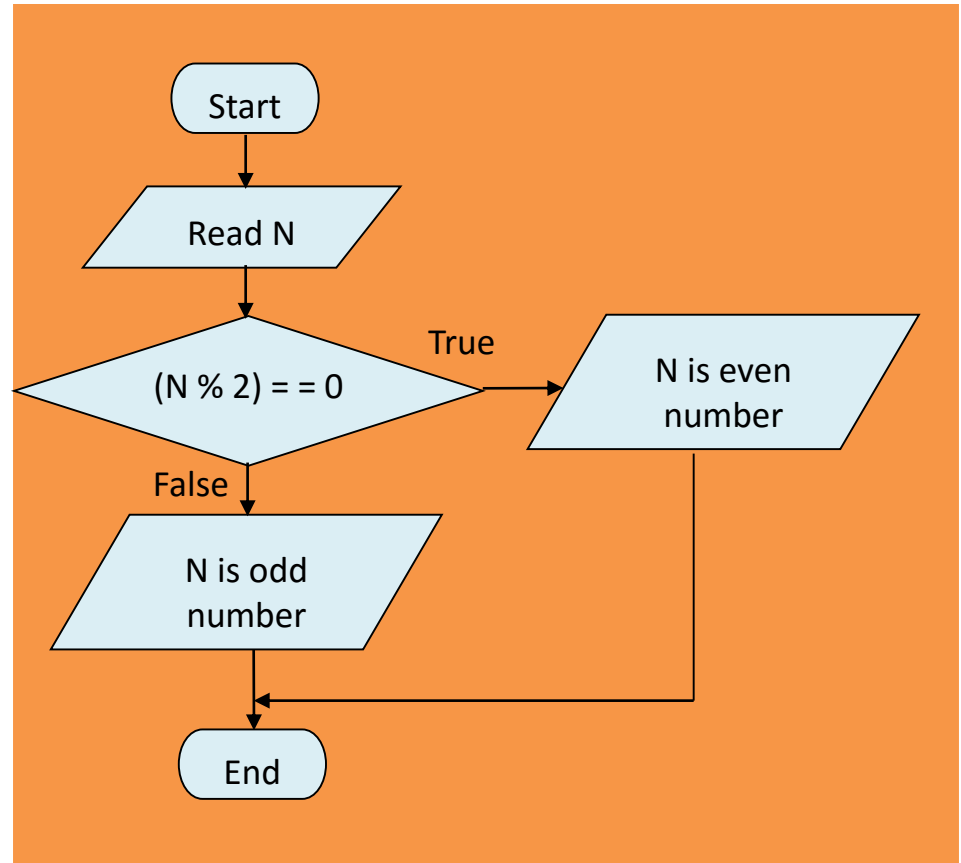 Start
Read N
True
(N % 2) = = 0
N is even
number
False
N is odd
number
End